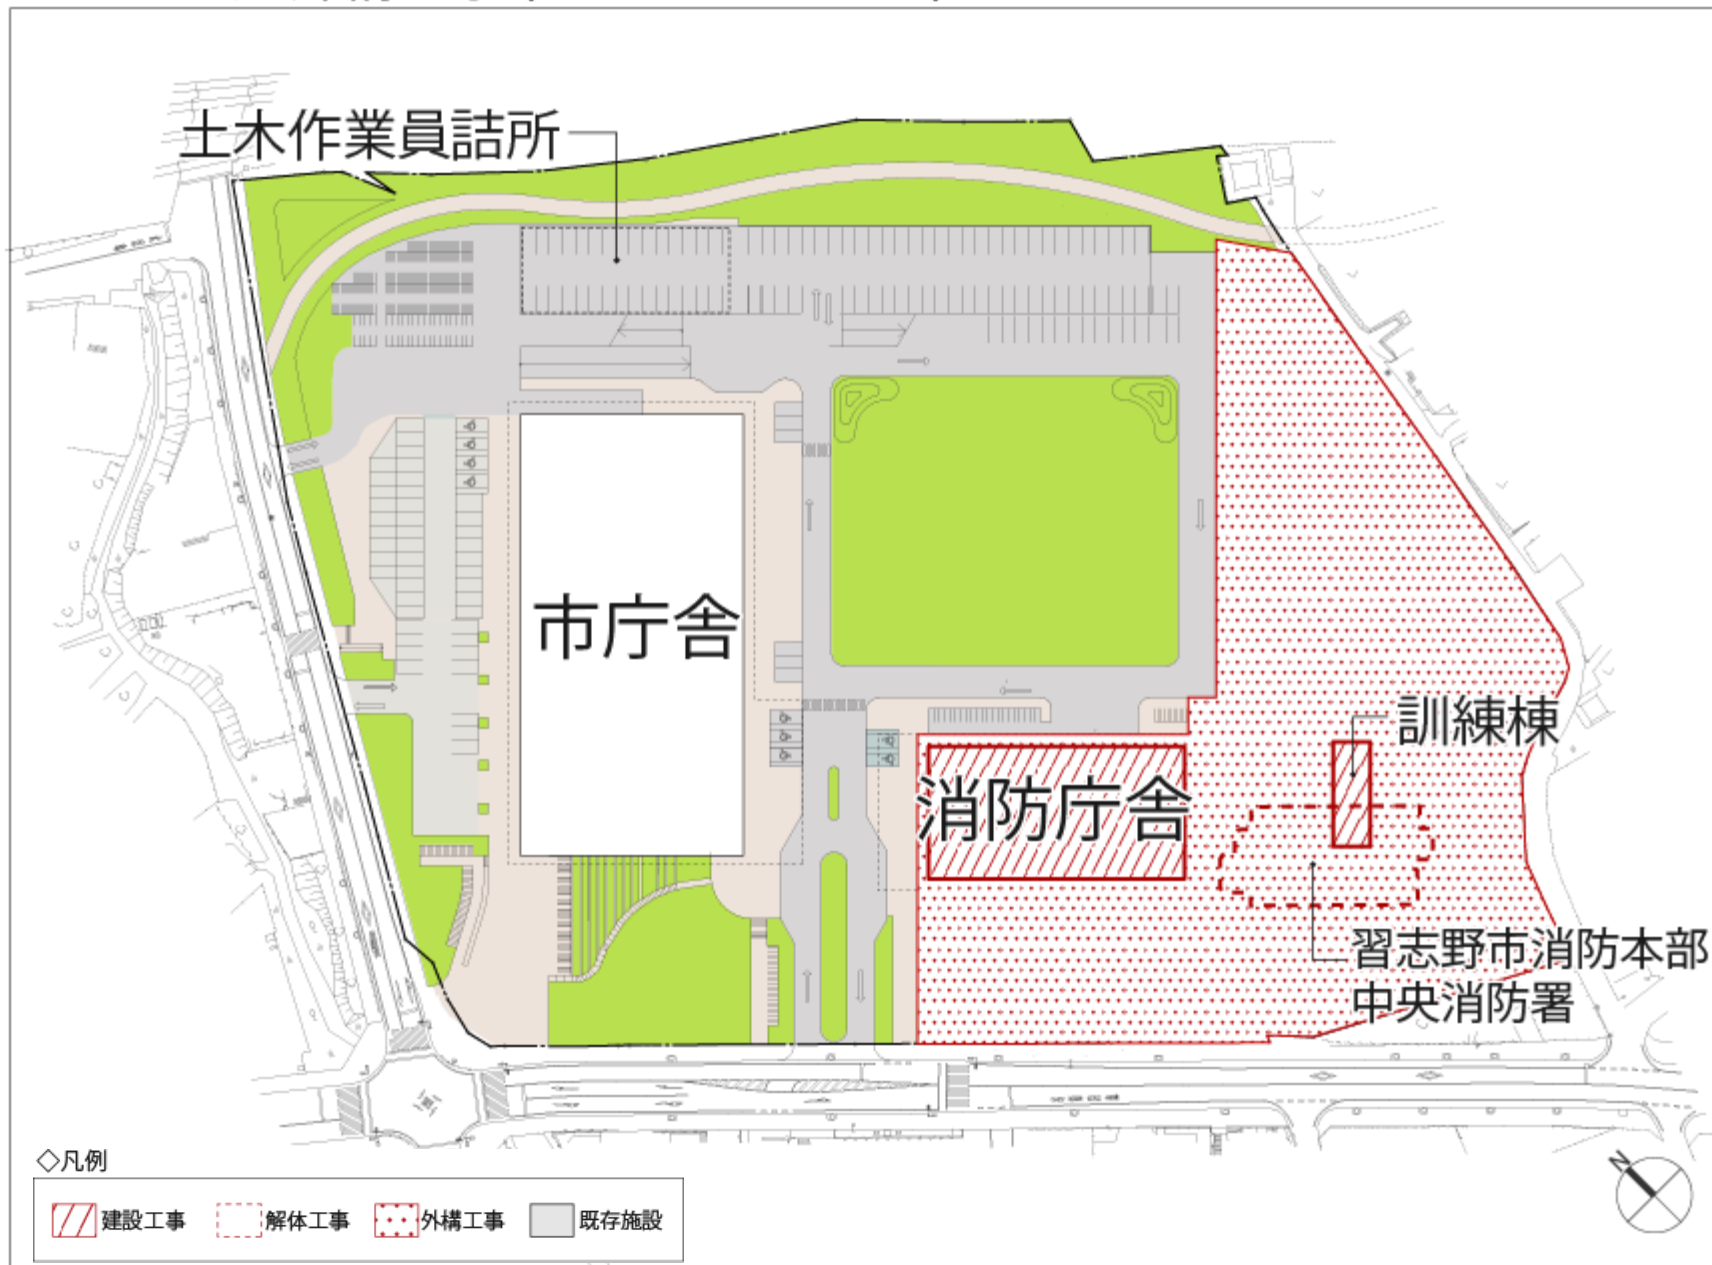 土木作業員詰所
市庁舎
訓練棟
消防庁舎
習志野市消防本部
中央消防署
N
◇凡例
建設工事
解体工事
外構工事
既存施設